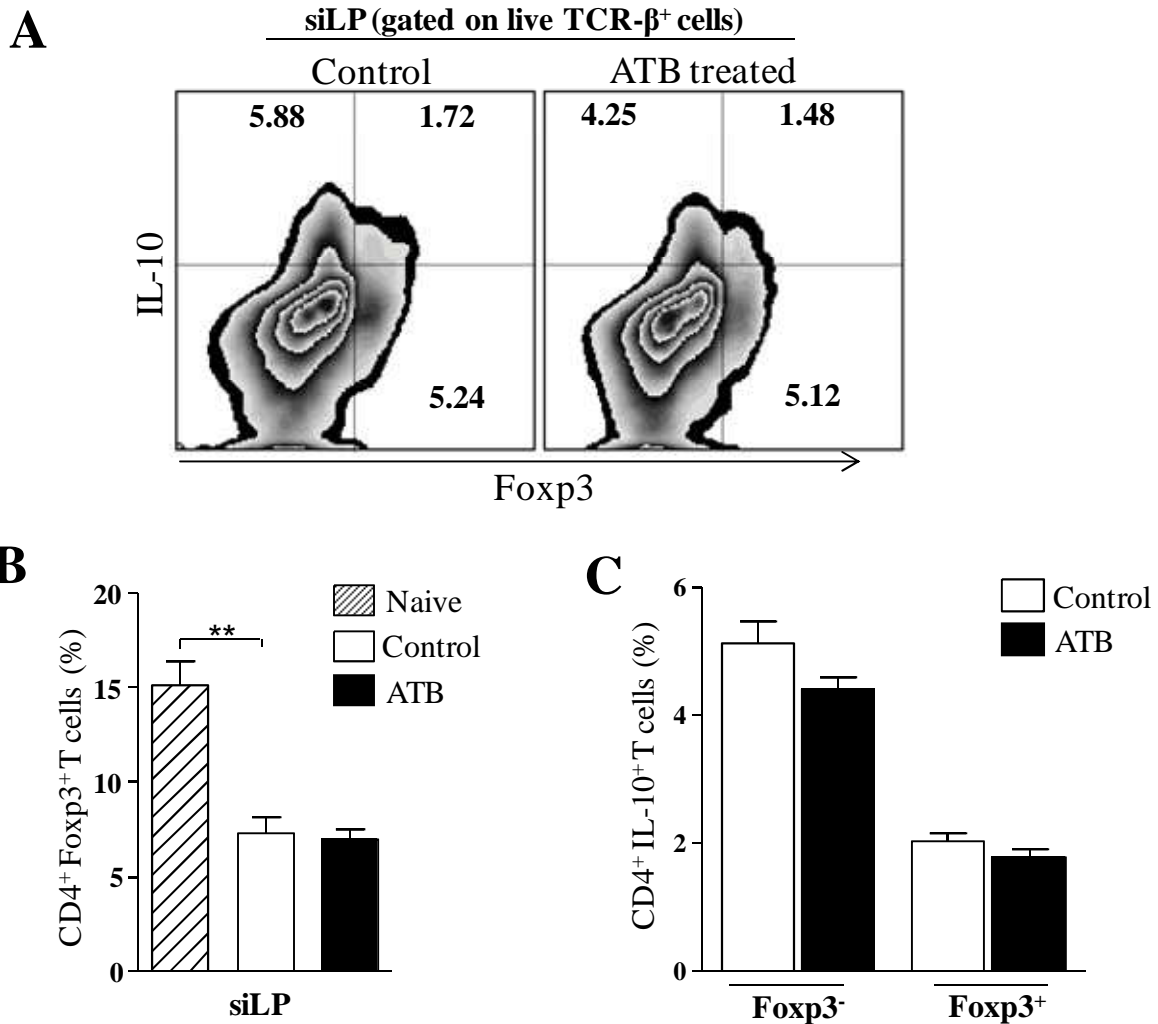 A
siLP (gated on live TCR-β⁺ cells)
Control
ATB treated
5.88
1.72
4.25
1.48
5.24
5.12
IL-10
Foxp3
B
20
15
10
5
0
CD4⁺ Foxp3⁺ T cells (%)
**
Naive
Control
ATB
siLP
C
6
4
2
0
CD4⁺ IL-10⁺ T cells (%)
Control
ATB
Foxp3⁻
Foxp3⁺